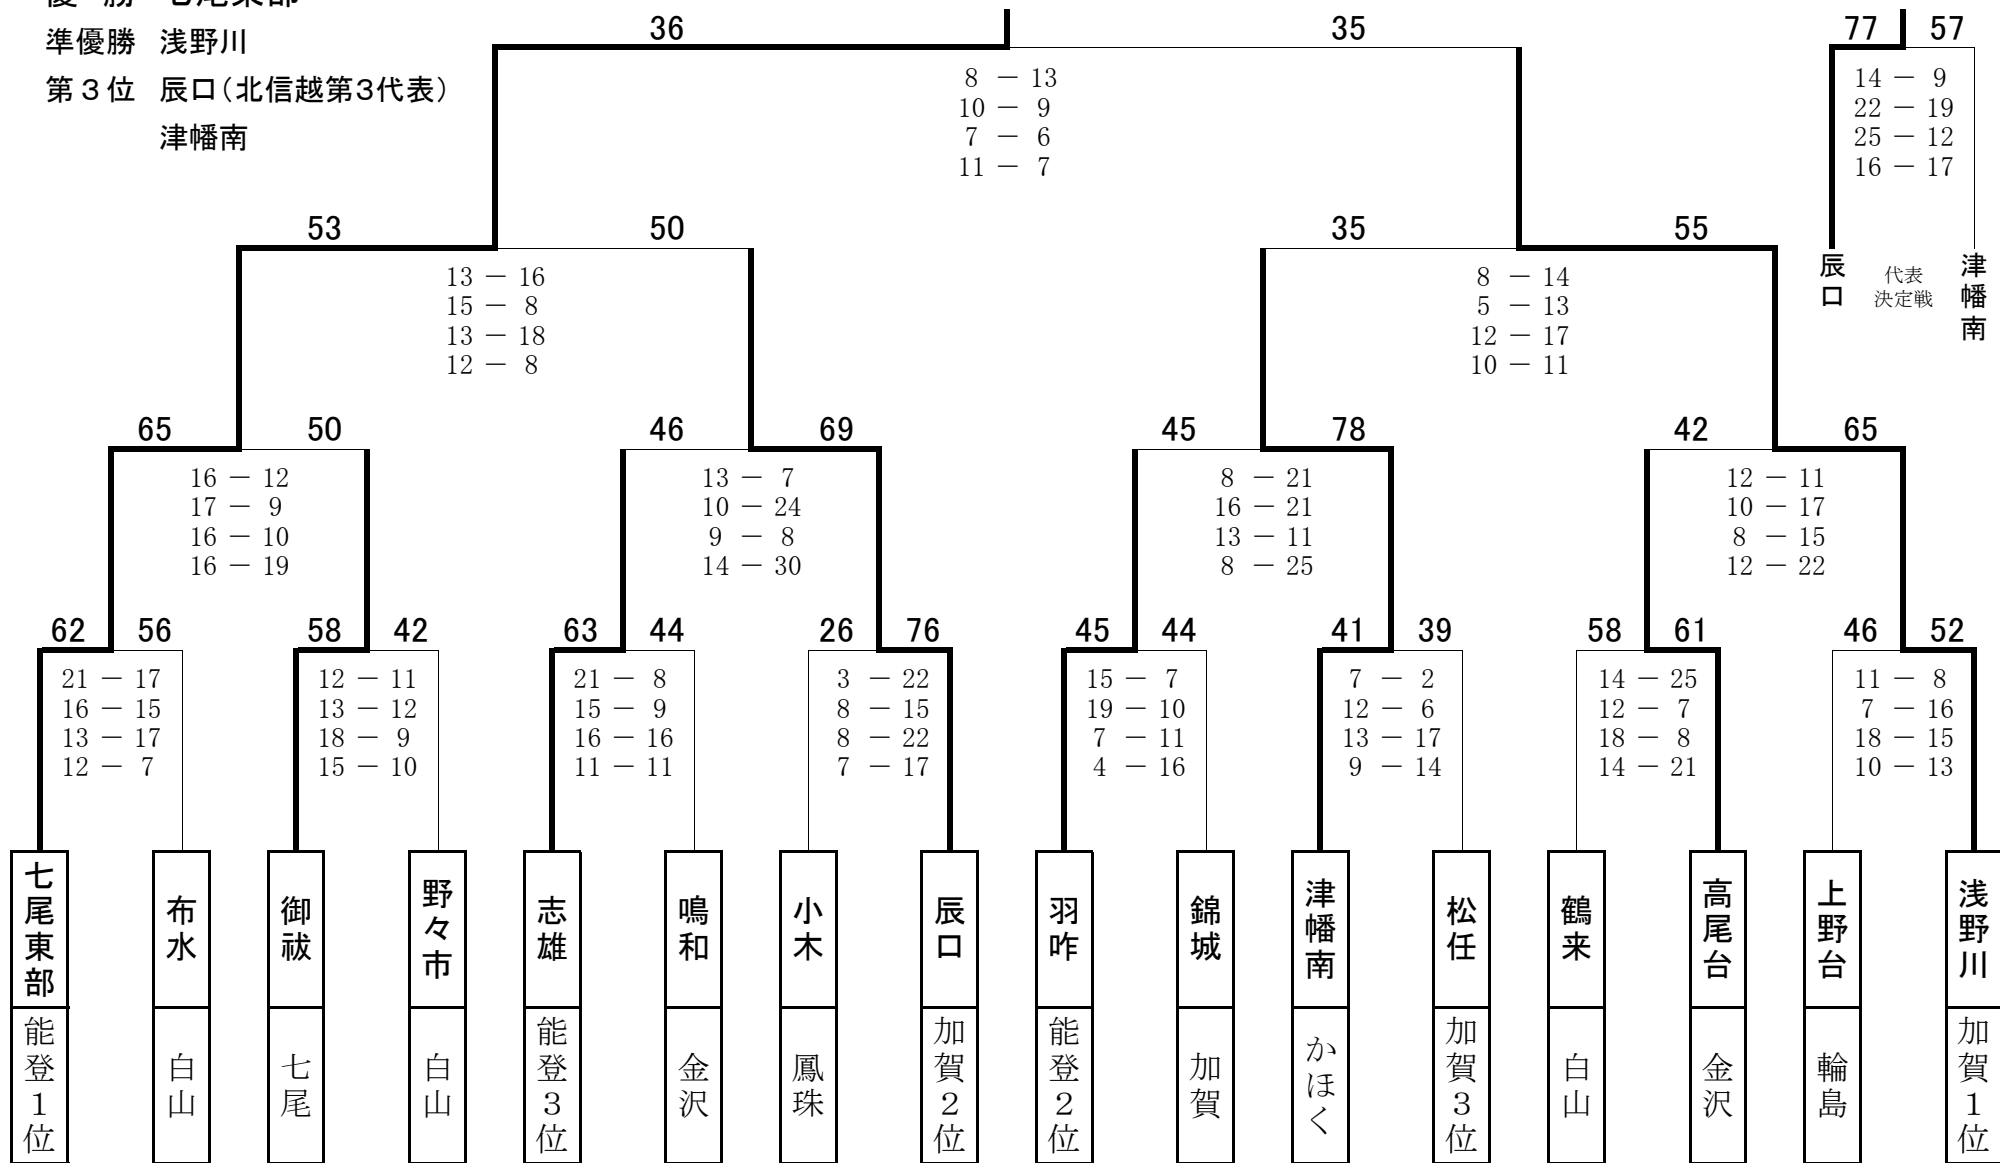 優 勝 七尾東部
準優勝 浅野川
第3位 辰口(北信越第3代表)
津幡南
36 35
8 － 13
10 － 9
7 － 6
11 － 7
77 57
14 － 9
22 － 19
25 － 12
16 － 17
辰口
代表
決定戦
津幡南
53 50
13 － 16
15 － 8
13 － 18
12 － 8
35 55
8 － 14
5 － 13
12 － 17
10 － 11
65 50
16 － 12
17 － 9
16 － 10
16 － 19
46 69
13 － 7
10 － 24
9 － 8
14 － 30
45 78
8 － 21
16 － 21
13 － 11
8 － 25
42 65
12 － 11
10 － 17
8 － 15
12 － 22
62 56
21 － 17
16 － 15
13 － 17
12 － 7
58 42
12 － 11
13 － 12
18 － 9
15 － 10
63 44
21 － 8
15 － 9
16 － 16
11 － 11
26 76
3 － 22
8 － 15
8 － 22
7 － 17
45 44
15 － 7
19 － 10
7 － 11
4 － 16
41 39
7 － 2
12 － 6
13 － 17
9 － 14
58 61
14 － 25
12 － 7
18 － 8
14 － 21
46 52
11 － 8
7 － 16
18 － 15
10 － 13
七尾東部
布水
御祓
野々市
志雄
鳴和
小木
辰口
羽咋
錦城
津幡南
松任
鶴来
高尾台
上野台
浅野川
能登1位
白山
七尾
白山
能登3位
金沢
鳳珠
加賀2位
能登2位
加賀
かほく
加賀3位
白山
金沢
輪島
加賀1位